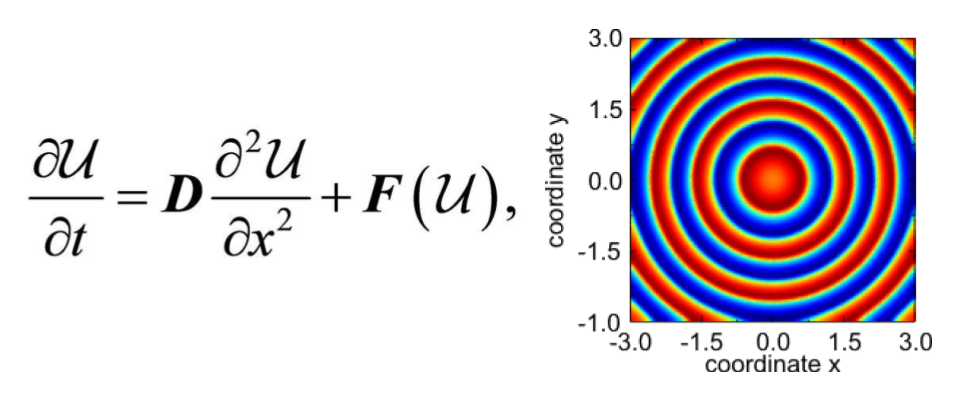 ∂𝒰/∂t = D ∂²𝒰/∂x² + F(𝒰),
coordinate y
3.0
1.5
0.0
-1.5
-1.0
-3.0 -1.5 0.0 1.5 3.0
coordinate x